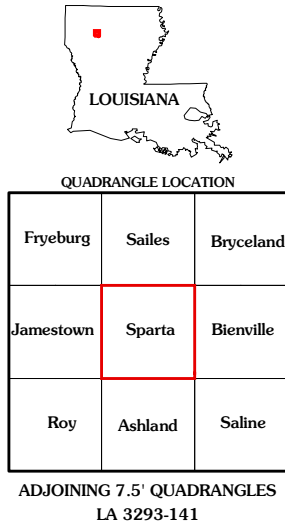 LOUISIANA
QUADRANGLE LOCATION
Fryeburg Sailes Bryceland
Jamestown Sparta Bienville
Roy Ashland Saline
ADJOINING 7.5' QUADRANGLES
LA 3293-141